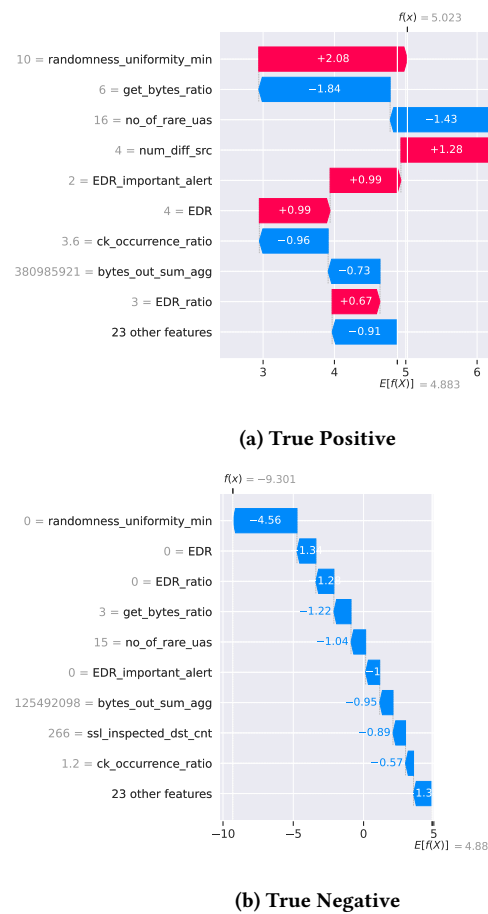 f(x) = 5.023
10 = randomness_uniformity_min +2.08
6 = get_bytes_ratio −1.84
16 = no_of_rare_uas −1.43
4 = num_diff_src +1.28
2 = EDR_important_alert +0.99
4 = EDR +0.99
3.6 = ck_occurrence_ratio −0.96
380985921 = bytes_out_sum_agg −0.73
3 = EDR_ratio +0.67
23 other features −0.91
3 4 5 6
E[f(X)] = 4.883
(a) True Positive
f(x) = −9.301
0 = randomness_uniformity_min −4.56
0 = EDR
0 = EDR_ratio
3 = get_bytes_ratio −1.22
15 = no_of_rare_uas −1.04
0 = EDR_important_alert −1
125492098 = bytes_out_sum_agg −0.95
266 = ssl_inspected_dst_cnt −0.89
1.2 = ck_occurrence_ratio −0.57
23 other features
−10 −5 0 5
E[f(X)] = 4.88
(b) True Negative